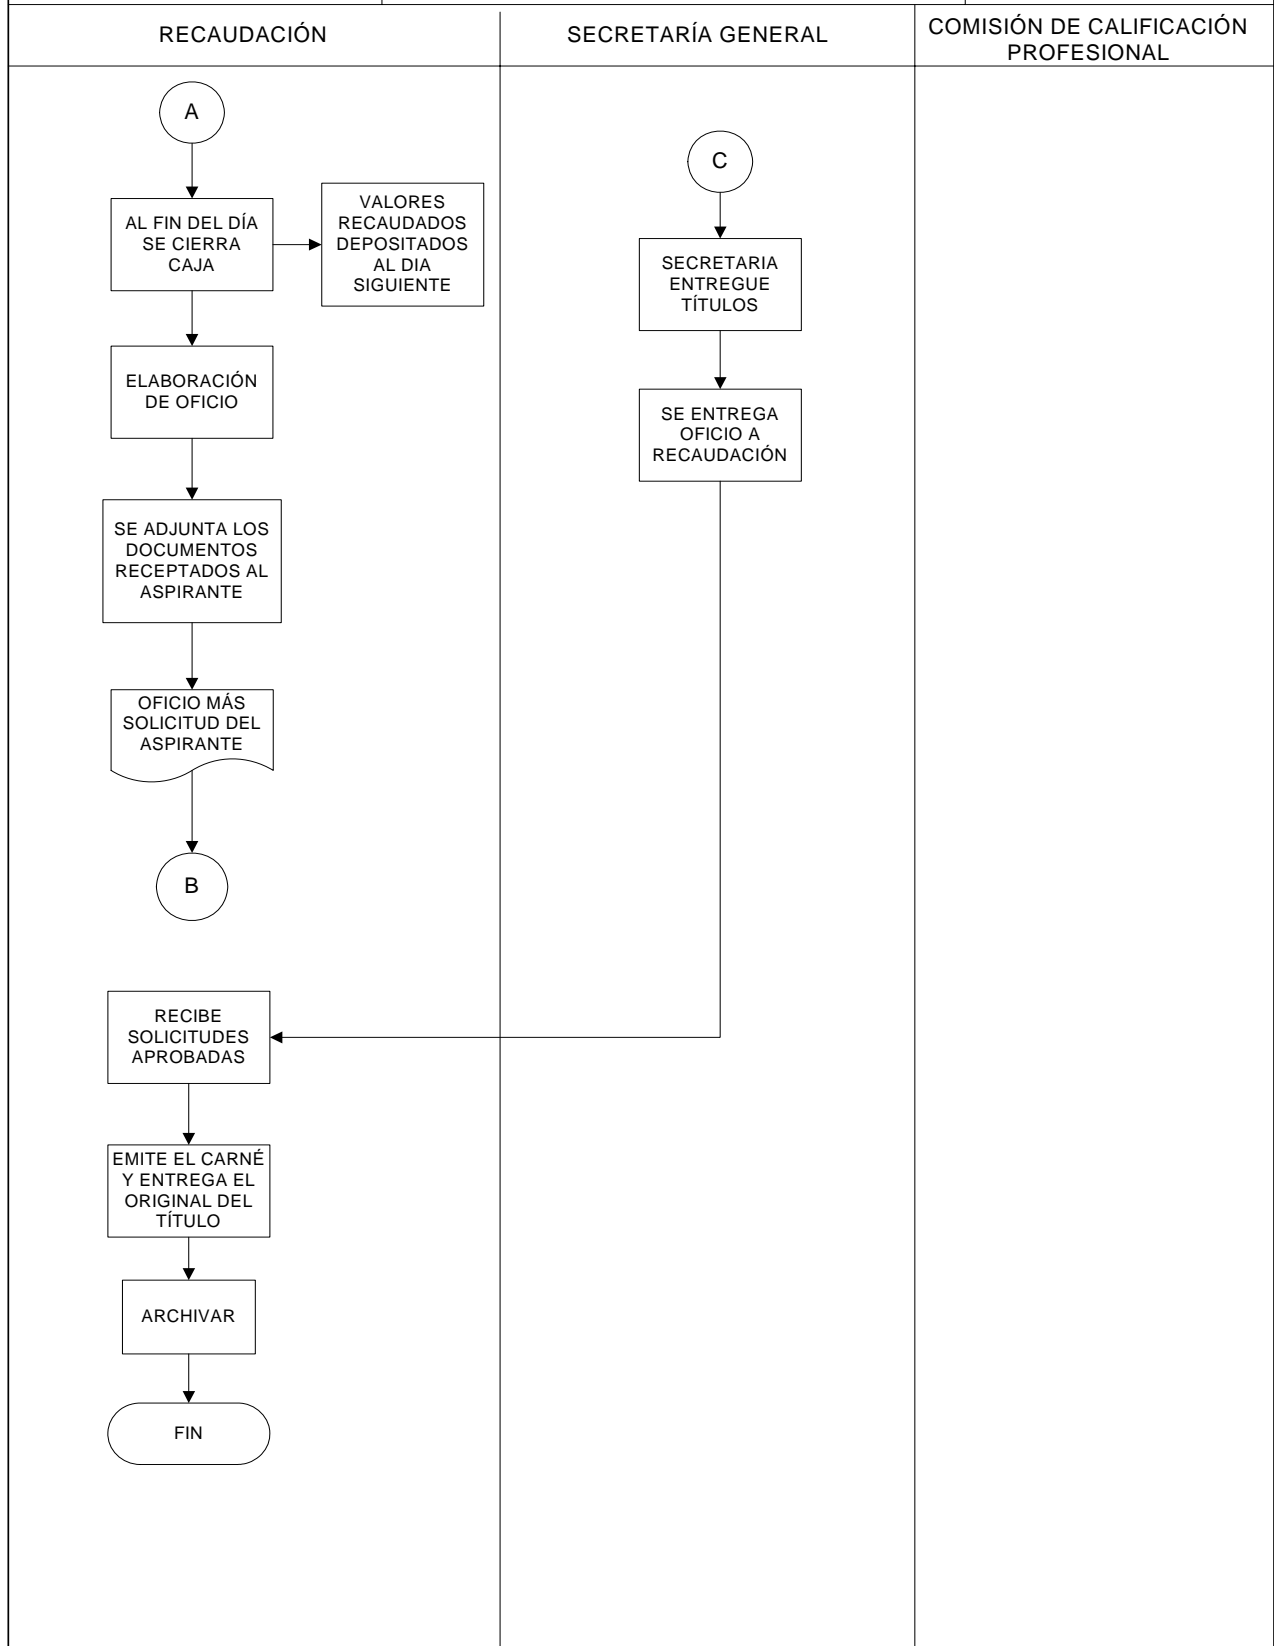 RECAUDACIÓN
SECRETARÍA GENERAL
COMISIÓN DE CALIFICACIÓN
PROFESIONAL
A
AL FIN DEL DÍA
SE CIERRA
CAJA
VALORES
RECAUDADOS
DEPOSITADOS
AL DIA
SIGUIENTE
ELABORACIÓN
DE OFICIO
SE ADJUNTA LOS
DOCUMENTOS
RECEPTADOS AL
ASPIRANTE
OFICIO MÁS
SOLICITUD DEL
ASPIRANTE
B
C
SECRETARIA
ENTREGUE
TÍTULOS
SE ENTREGA
OFICIO A
RECAUDACIÓN
RECIBE
SOLICITUDES
APROBADAS
EMITE EL CARNÉ
Y ENTREGA EL
ORIGINAL DEL
TÍTULO
ARCHIVAR
FIN